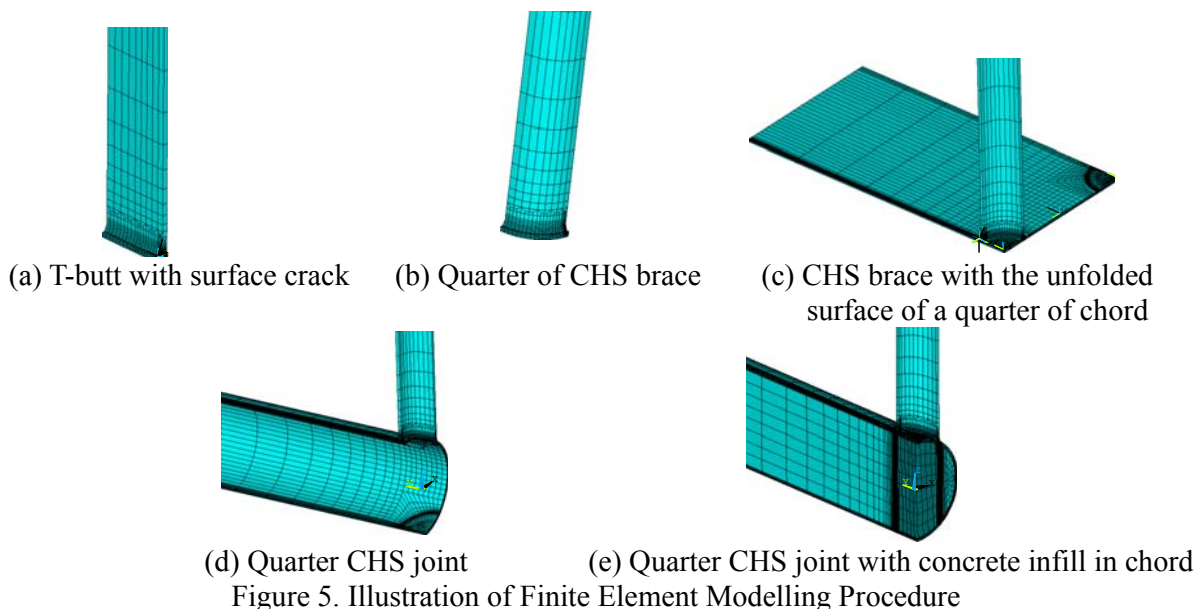 (a) T-butt with surface crack
(b) Quarter of CHS brace
(c) CHS brace with the unfolded
surface of a quarter of chord
(d) Quarter CHS joint
(e) Quarter CHS joint with concrete infill in chord
Figure 5. Illustration of Finite Element Modelling Procedure